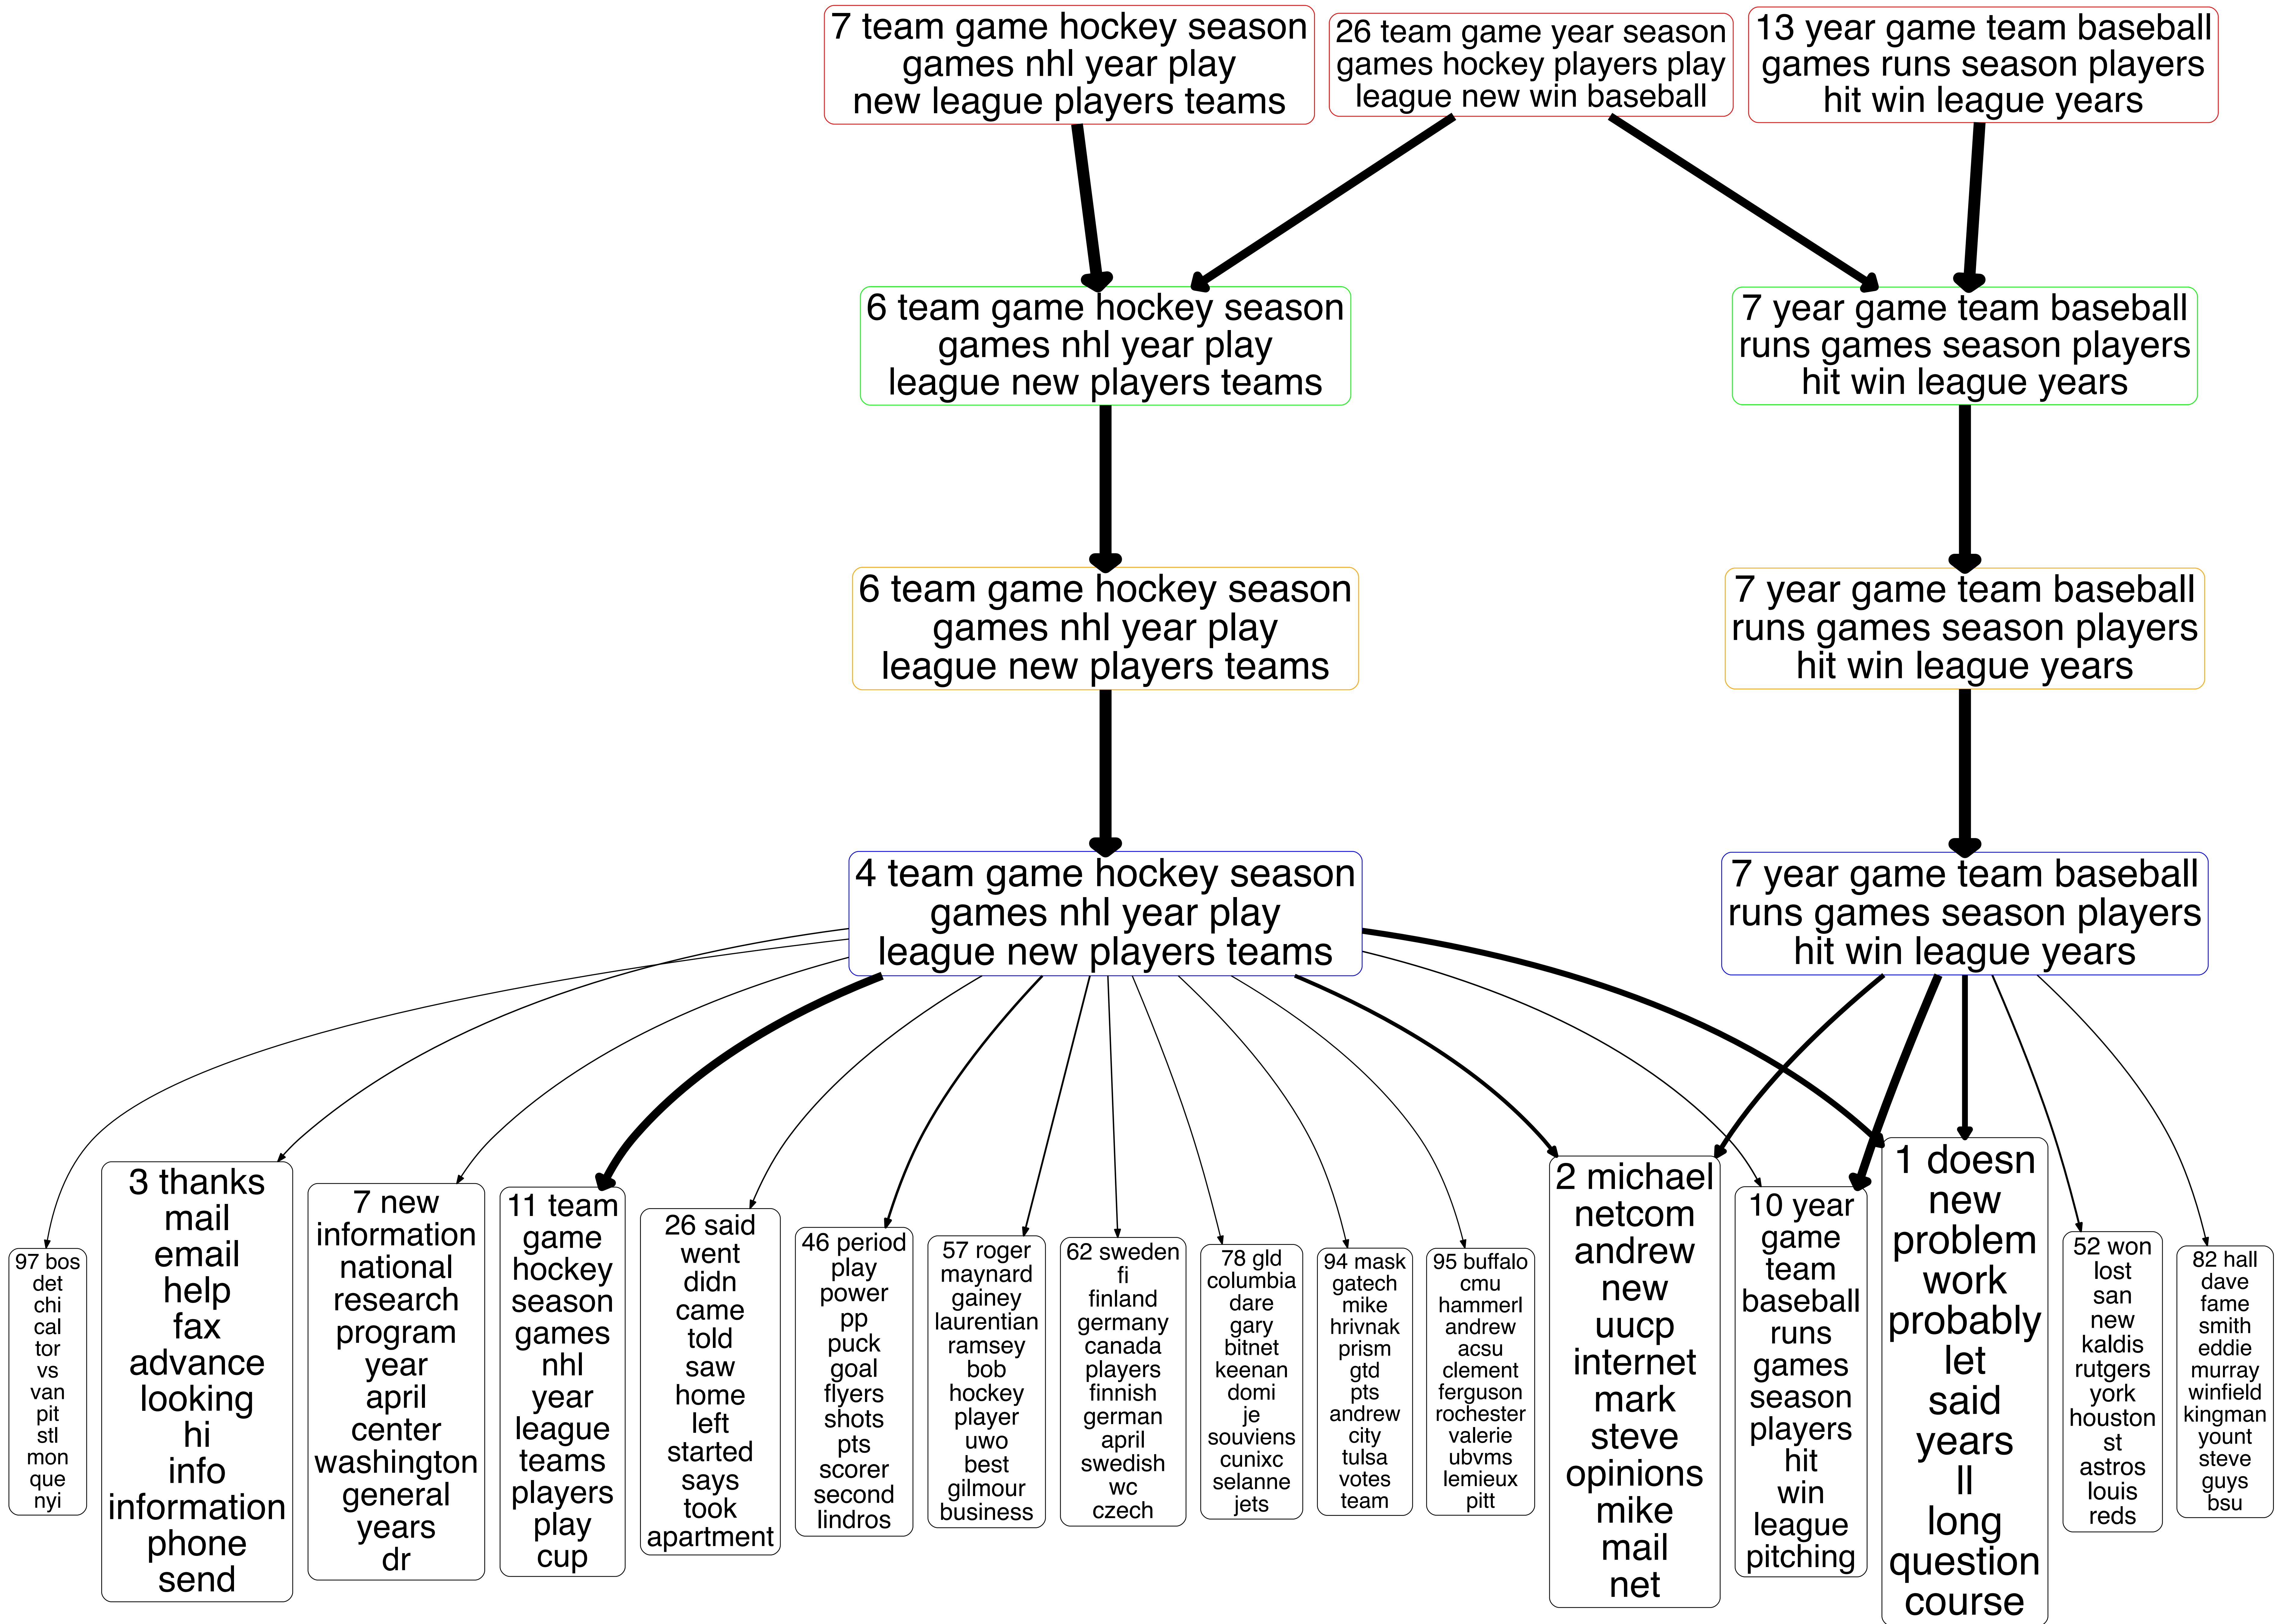 7 team game hockey season
games nhl year play
new league players teams
26 team game year season
games hockey players play
league new win baseball
13 year game team baseball
games runs season players
hit win league years
6 team game hockey season
games nhl year play
league new players teams
7 year game team baseball
runs games season players
hit win league years
6 team game hockey season
games nhl year play
league new players teams
7 year game team baseball
runs games season players
hit win league years
4 team game hockey season
games nhl year play
league new players teams
7 year game team baseball
runs games season players
hit win league years
97 bos
det
chi
cal
tor
vs
van
pit
stl
mon
que
nyi
3 thanks
mail
email
help
fax
advance
looking
hi
info
information
phone
send
7 new
information
national
research
program
year
april
center
washington
general
years
dr
11 team
game
hockey
season
games
nhl
year
league
teams
players
play
cup
26 said
went
didn
came
told
saw
home
left
started
says
took
apartment
46 period
play
power
pp
puck
goal
flyers
shots
pts
scorer
second
lindros
57 roger
maynard
gainey
laurentian
ramsey
bob
hockey
player
uwo
best
gilmour
business
62 sweden
fi
finland
germany
canada
players
finnish
german
april
swedish
wc
czech
78 gld
columbia
dare
gary
bitnet
keenan
domi
je
souviens
cunixc
selanne
jets
94 mask
gatech
mike
hrivnak
prism
gtd
pts
andrew
city
tulsa
votes
team
95 buffalo
cmu
hammerl
andrew
acsu
clement
ferguson
rochester
valerie
ubvms
lemieux
pitt
2 michael
netcom
andrew
new
uucp
internet
mark
steve
opinions
mike
mail
net
10 year
game
team
baseball
runs
games
season
players
hit
win
league
pitching
1 doesn
new
problem
work
probably
let
said
years
ll
long
question
course
52 won
lost
san
new
kaldis
rutgers
york
houston
st
astros
louis
reds
82 hall
dave
fame
smith
eddie
murray
winfield
kingman
yount
steve
guys
bsu